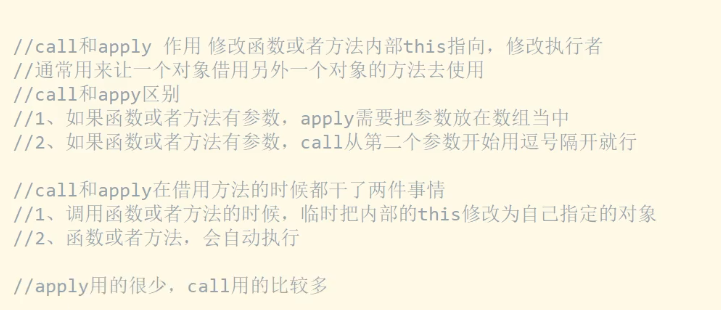 //call和apply 作用 修改函数或者方法内部this指向，修改执行者
//通常用来让一个对象借用另外一个对象的方法去使用
//call和appy区别
//1、如果函数或者方法有参数，apply需要把参数放在数组当中
//2、如果函数或者方法有参数，call从第二个参数开始用逗号隔开就行
//call和apply在借用方法的时候都干了两件事情
//1、调用函数或者方法的时候，临时把内部的this修改为自己指定的对象
//2、函数或者方法，会自动执行
//apply用的很少，call用的比较多